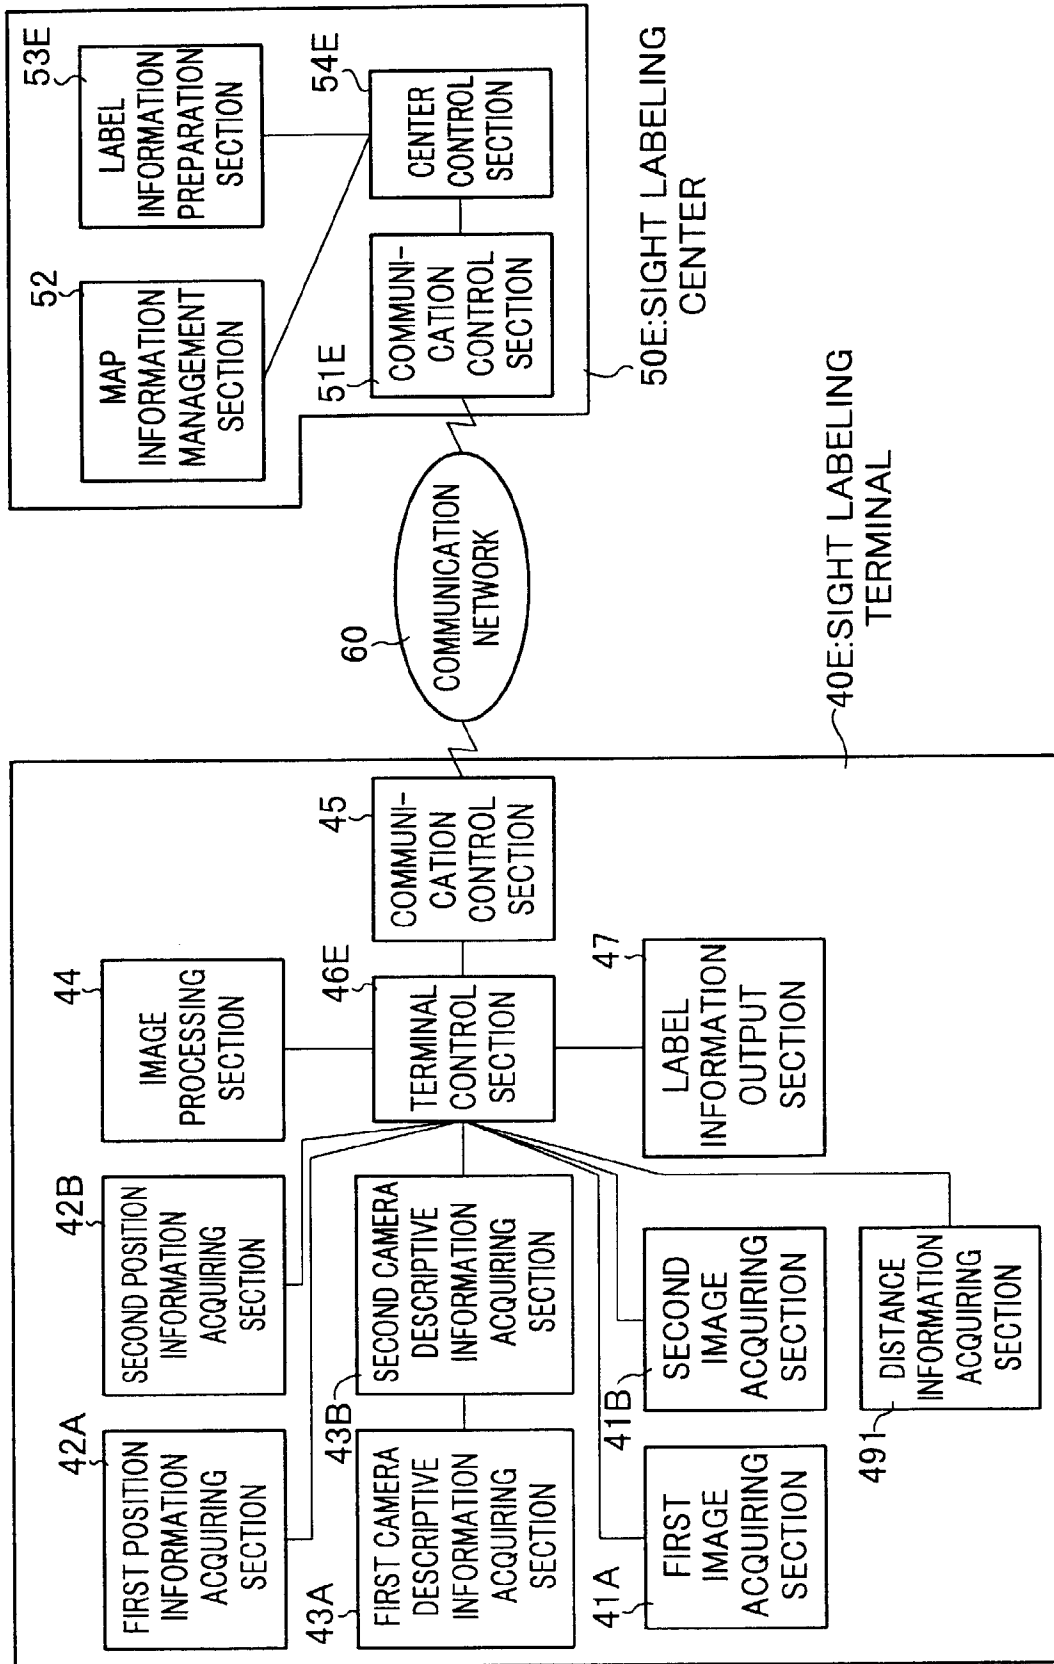 42A
FIRST POSITION
INFORMATION
ACQUIRING
SECTION
42B
SECOND POSITION
INFORMATION
ACQUIRING
SECTION
44
IMAGE
PROCESSING
SECTION
43A
FIRST CAMERA
DESCRIPTIVE
INFORMATION
ACQUIRING
SECTION
43B
SECOND CAMERA
DESCRIPTIVE
INFORMATION
ACQUIRING
SECTION
46E
TERMINAL
CONTROL
SECTION
45
COMMUNI-
CATION
CONTROL
SECTION
41A
FIRST
IMAGE
ACQUIRING
SECTION
41B
SECOND
IMAGE
ACQUIRING
SECTION
47
LABEL
INFORMATION
OUTPUT
SECTION
491
DISTANCE
INFORMATION
ACQUIRING
SECTION
40E:SIGHT LABELING
TERMINAL
60
COMMUNICATION
NETWORK
52
MAP
INFORMATION
MANAGEMENT
SECTION
53E
LABEL
INFORMATION
PREPARATION
SECTION
51E
COMMUNI-
CATION
CONTROL
SECTION
54E
CENTER
CONTROL
SECTION
50E:SIGHT LABELING
CENTER